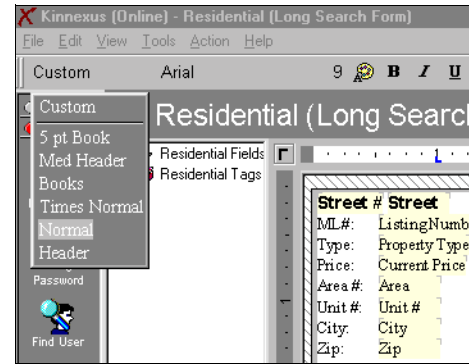 Kinnexus (Online) - Residential (Long Search Form)
File Edit View Tools Action Help
Custom Arial 9 B I U
Custom
5 pt Book
Med Header
Books
Times Normal
Normal
Header
Residential (Long Search
Residential Fields
Residential Tags
Password
Find User
Street # Street
ML#: ListingNumb
Type: Property Type
Price: Current Price
Area #: Area
Unit #: Unit #
City: City
Zip: Zip